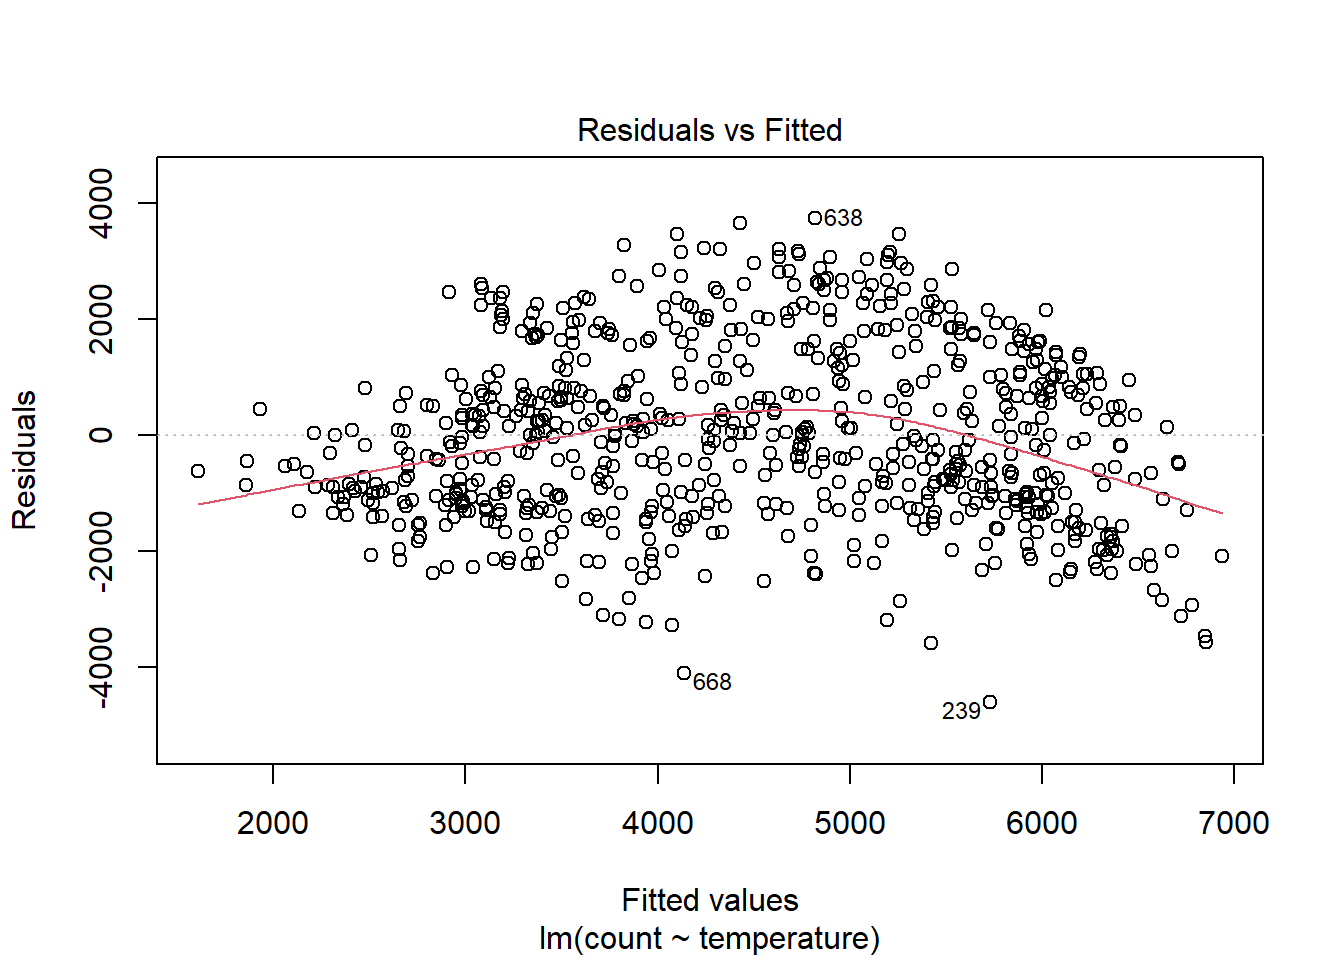 Residuals vs Fitted
Residuals
4000
2000
0
-2000
-4000
638
668
239
2000 3000 4000 5000 6000 7000
Fitted values
lm(count ~ temperature)